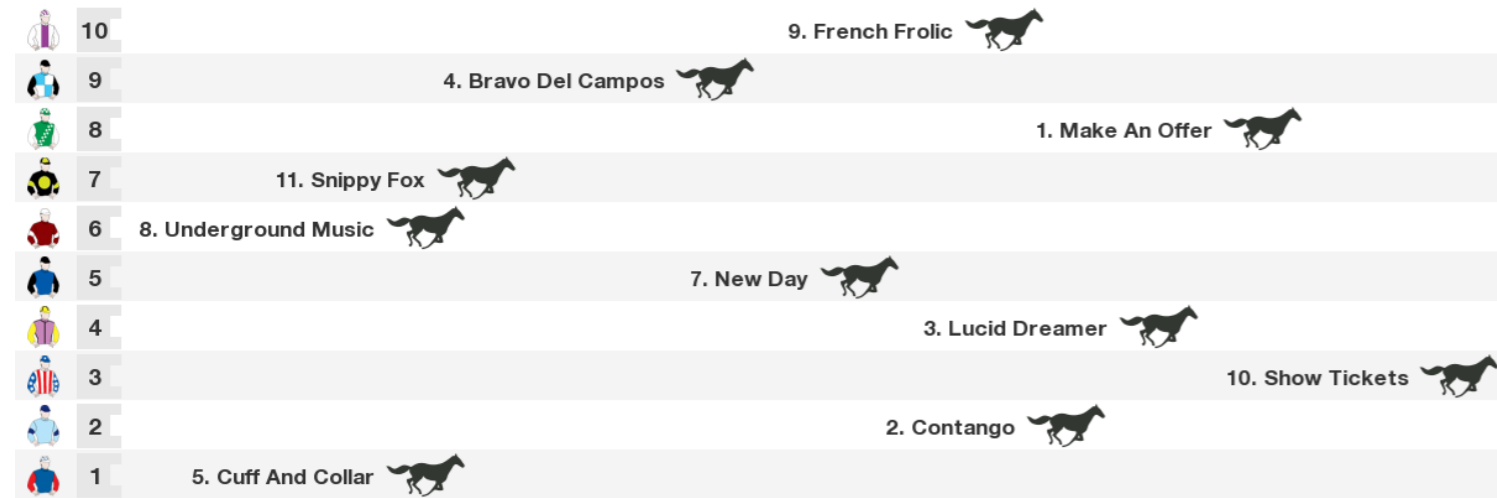 10 9. French Frolic
9 4. Bravo Del Campos
8 1. Make An Offer
7 11. Snippy Fox
6 8. Underground Music
5 7. New Day
4 3. Lucid Dreamer
3 10. Show Tickets
2 2. Contango
1 5. Cuff And Collar